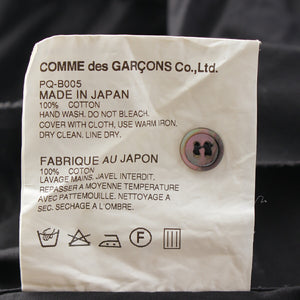 COMME des GARÇONS Co.,Ltd.
PQ-B005
MADE IN JAPAN
100% COTTON
HAND WASH. DO NOT BLEACH.
COVER WITH CLOTH, USE WARM IRON.
DRY CLEAN, LINE DRY.
FABRIQUE AU JAPON
100% COTON
LAVAGE MAINS, JAVEL INTERDIT.
REPASSER A MOYENNE TEMPERATURE
AVEC PATTEMOUILLE. NETTOYAGE A
SEC, SECHAGE A L'OMBRE.
F